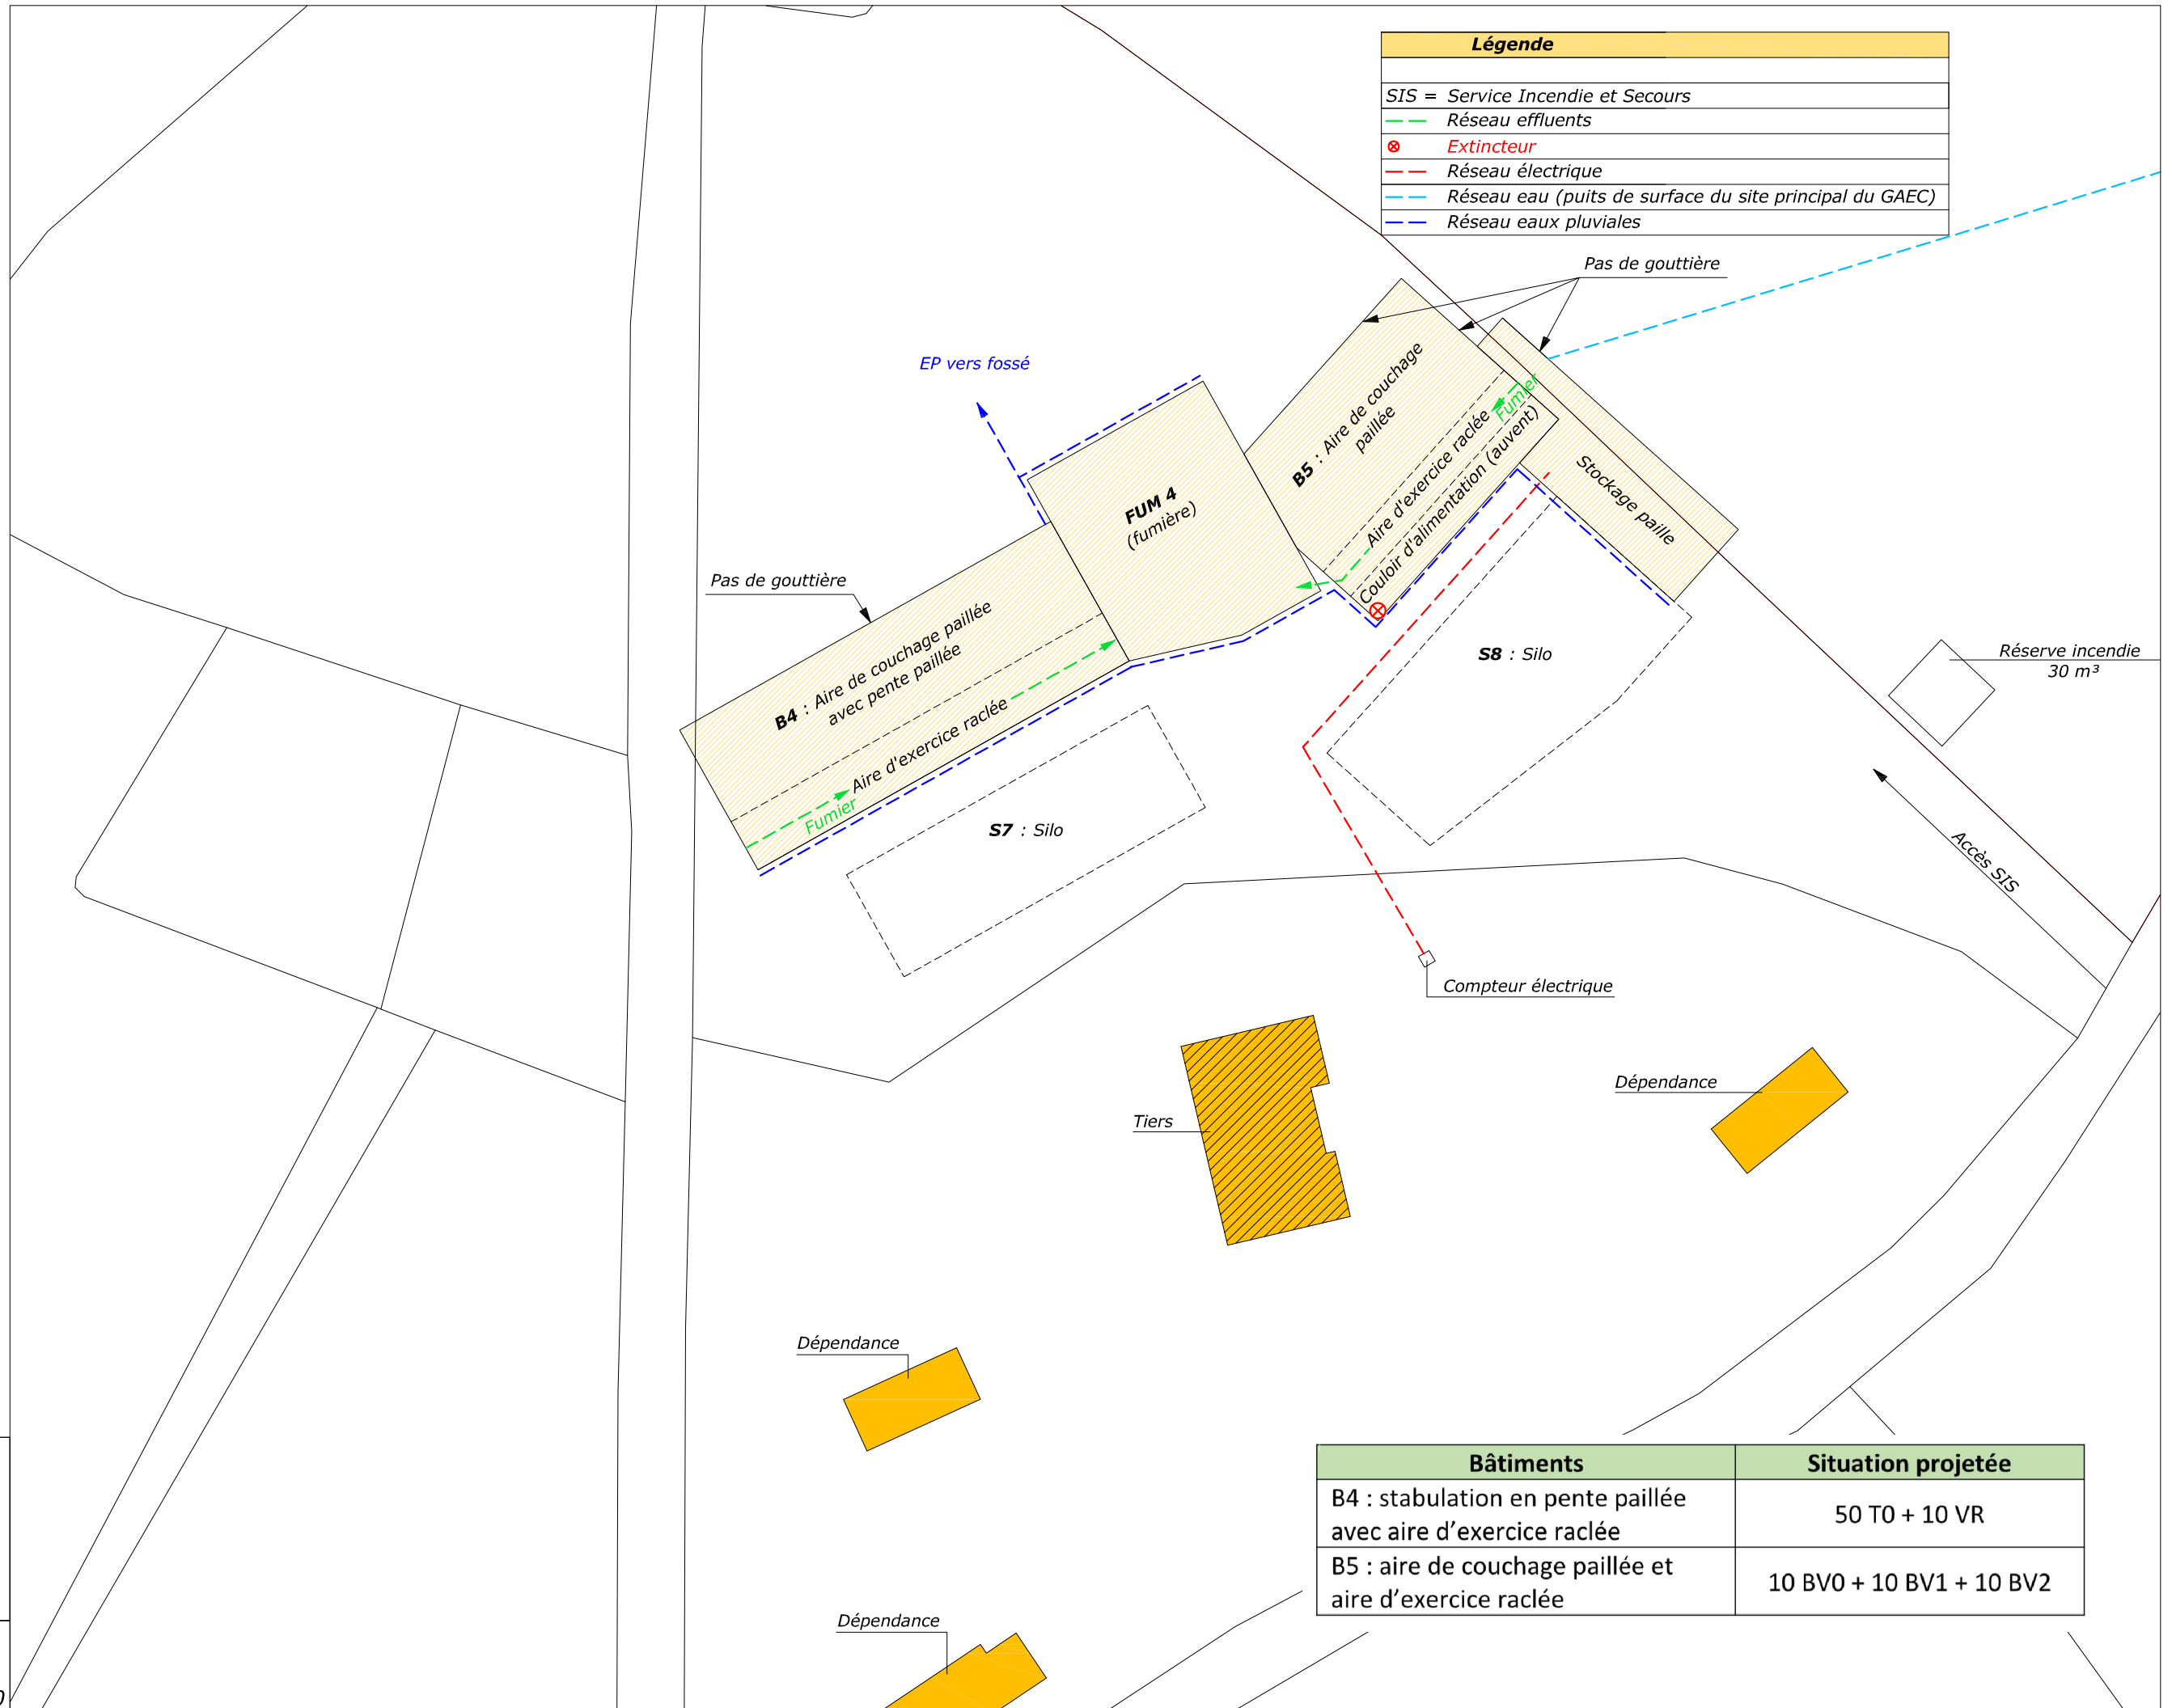 Légende
SIS = Service Incendie et Secours
Réseau effluents
Extincteur
Réseau électrique
Réseau eau (puits de surface du site principal du GAEC)
Réseau eaux pluviales
Pas de gouttière
EP vers fossé
B5 : Aire de couchage
paillée
Fumier
Aire d'exercice raclée
Couloir d'alimentation (auvent)
Stockage paille
FUM 4
(fumière)
Pas de gouttière
B4 : Aire de couchage paillée
avec pente paillée
Aire d'exercice raclée
Fumier
S8 : Silo
Réserve incendie
30 m³
S7 : Silo
Accès SIS
Compteur électrique
Dépendance
Tiers
Dépendance
Bâtiments Situation projetée
B4 : stabulation en pente paillée
avec aire d’exercice raclée
50 T0 + 10 VR
B5 : aire de couchage paillée et
aire d’exercice raclée
10 BV0 + 10 BV1 + 10 BV2
Dépendance